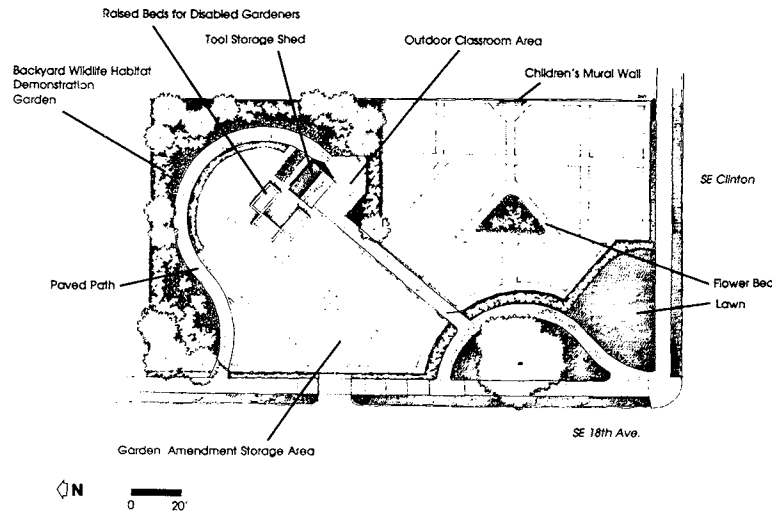 Raised Beds for Disabled Gardeners
Tool Storage Shed
Outdoor Classroom Area
Backyard Wildlife Habitat
Demonstration
Garden
Children's Mural Wall
SE Clinton
Paved Path
Flower Bed
Lawn
SE 18th Ave.
Garden Amendment Storage Area
N
0 20'